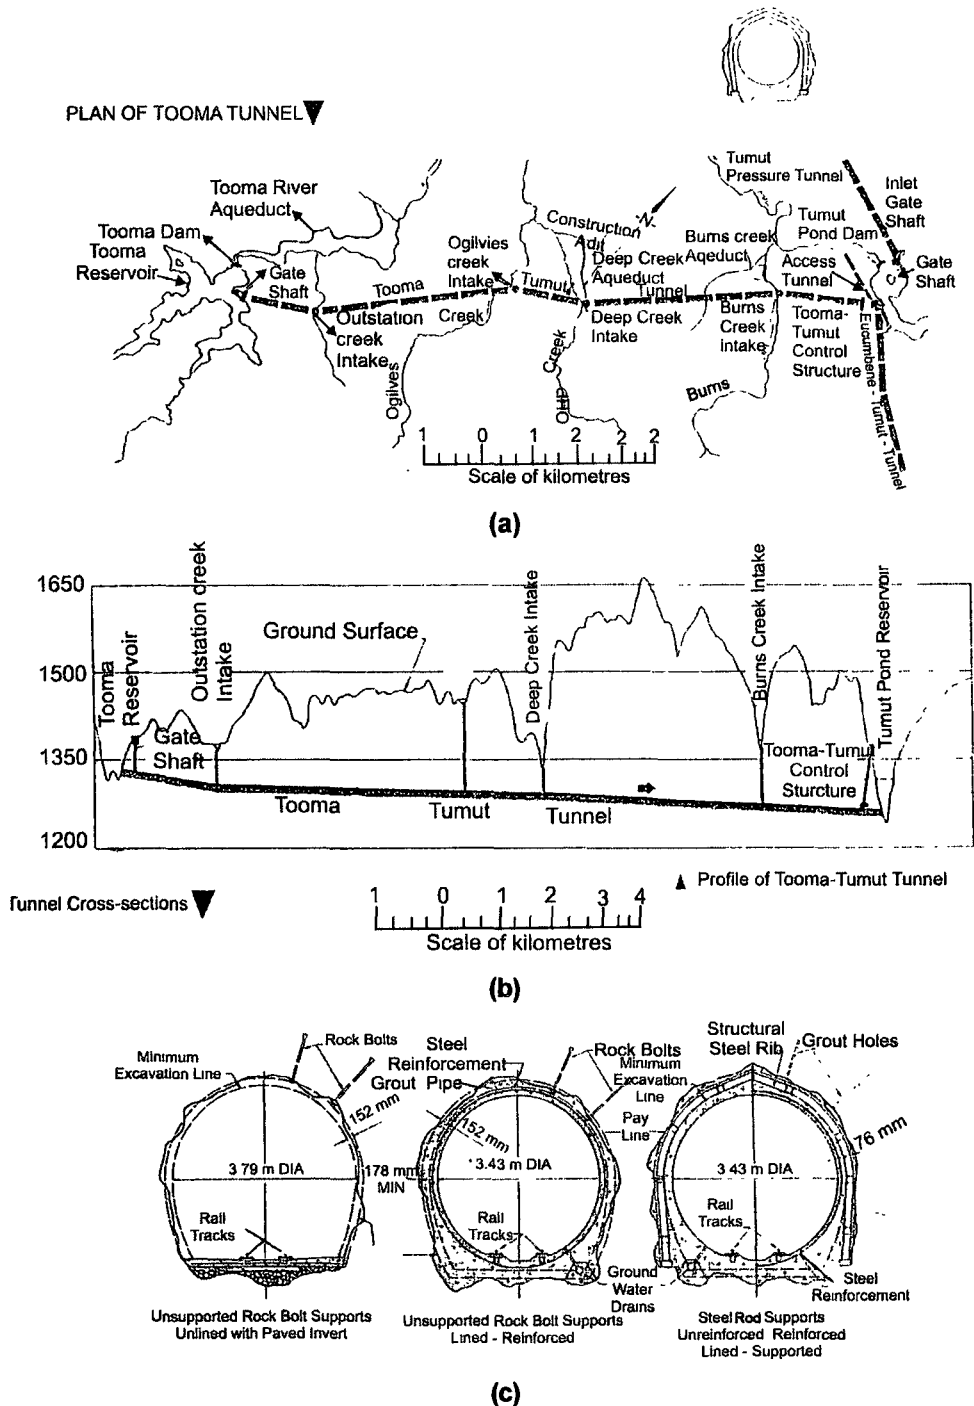 PLAN OF TOOMA TUNNEL
Tumut
Pressure Tunnel
Inlet
Gate
Shaft
Tooma River
Aqueduct
Tooma Dam
Tooma
Reservoir
Gate
Shaft
Tooma
Outstation
creek
Intake
Ogilvies
creek
Intake
Creek
Ogilves
Tumut
Construction
Adit
N
Deep Creek
Aqueduct
Tunnel
Deep Creek
Intake
Creek
Burns creek
Aqeduct
Burns
Creek
intake
Burns
Tumut
Pond Dam
Access
Tunnel
Gate
Shaft
Tooma-
Tumut
Control
Structure
Eucumbene - Tumut - Tunnel
1 0 1 2 2 2
Scale of kilometres
(a)
1650
1500
1350
1200
Tooma
Reservoir
Outstation creek
Intake
Ground Surface
Deep Creek Intake
Burns Creek Intake
Tumut Pond Reservoir
Gate
Shaft
Tooma-Tumut
Control
Sturcture
Tooma
Tumut
Tunnel
Profile of Tooma-Tumut Tunnel
Tunnel Cross-sections
1 0 1 2 3 4
Scale of kilometres
(b)
Rock Bolts
Minimum
Excavation Line
152 mm
3 79 m DIA
Rail
Tracks
Unsupported Rock Bolt Supports
Unlined with Paved Invert
Steel
Reinforcement
Grout Pipe
Rock Bolts
Minimum
Excavation
Line
Pay
Line
152 mm
178 mm
MIN
3.43 m DIA
Rail
Tracks
Ground
Water
Drains
Unsupported Rock Bolt Supports
Lined - Reinforced
Structural
Steel Rib
Grout Holes
76 mm
3 43 m DIA
Rail
Tracks
Steel
Reinforcement
Steel Rod Supports
Unreinforced Reinforced
Lined - Supported
(c)